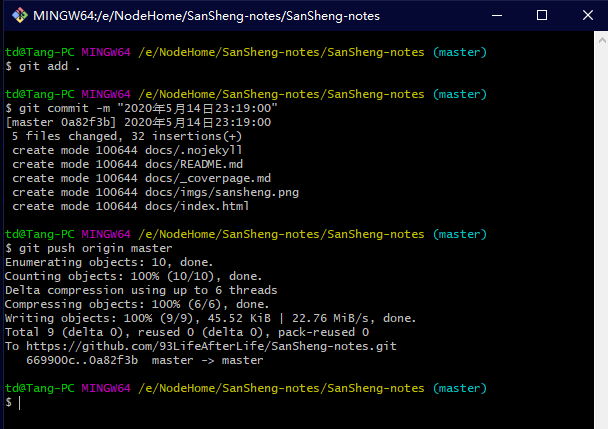 MINGW64:/e/NodeHome/SanSheng-notes/SanSheng-notes
td@Tang-PC MINGW64 /e/NodeHome/SanSheng-notes/SanSheng-notes (master)
$ git add .
td@Tang-PC MINGW64 /e/NodeHome/SanSheng-notes/SanSheng-notes (master)
$ git commit -m "2020年5月14日23:19:00"
[master 0a82f3b] 2020年5月14日23:19:00
 5 files changed, 32 insertions(+)
 create mode 100644 docs/.nojekyll
 create mode 100644 docs/README.md
 create mode 100644 docs/_coverpage.md
 create mode 100644 docs/imgs/sansheng.png
 create mode 100644 docs/index.html
td@Tang-PC MINGW64 /e/NodeHome/SanSheng-notes/SanSheng-notes (master)
$ git push origin master
Enumerating objects: 10, done.
Counting objects: 100% (10/10), done.
Delta compression using up to 6 threads
Compressing objects: 100% (6/6), done.
Writing objects: 100% (9/9), 45.52 KiB | 22.76 MiB/s, done.
Total 9 (delta 0), reused 0 (delta 0), pack-reused 0
To https://github.com/93LifeAfterLife/SanSheng-notes.git
   669900c..0a82f3b  master -> master
td@Tang-PC MINGW64 /e/NodeHome/SanSheng-notes/SanSheng-notes (master)
$